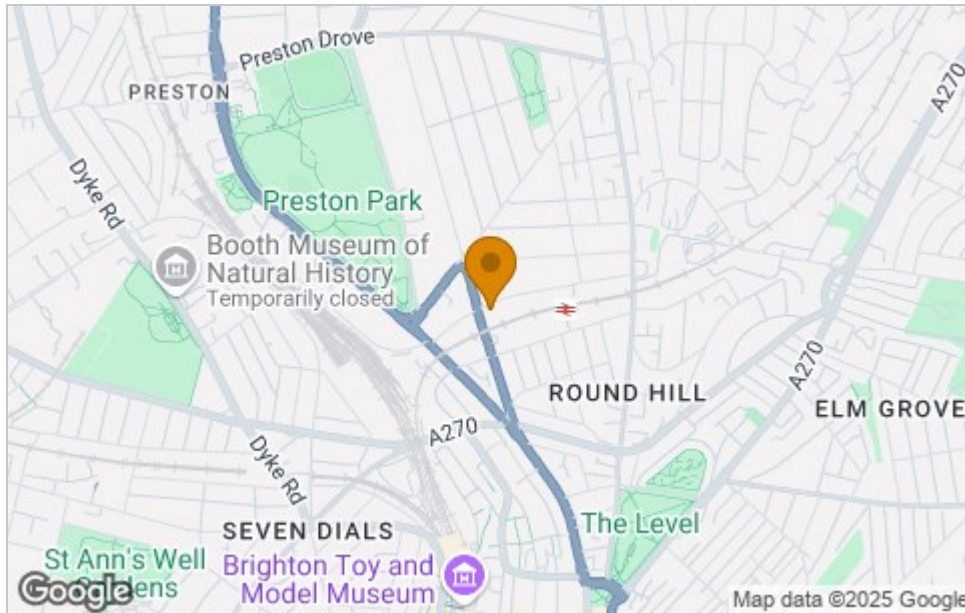 Preston Drove
PRESTON
A270
Dyke Rd
Preston Park
Booth Museum of
Natural History
Temporarily closed
A270
ROUND HILL
ELM GROVE
A270
Dyke Rd
SEVEN DIALS
The Level
St Ann's Well
Gardens
Brighton Toy and
Model Museum
Google
Map data ©2025 Google